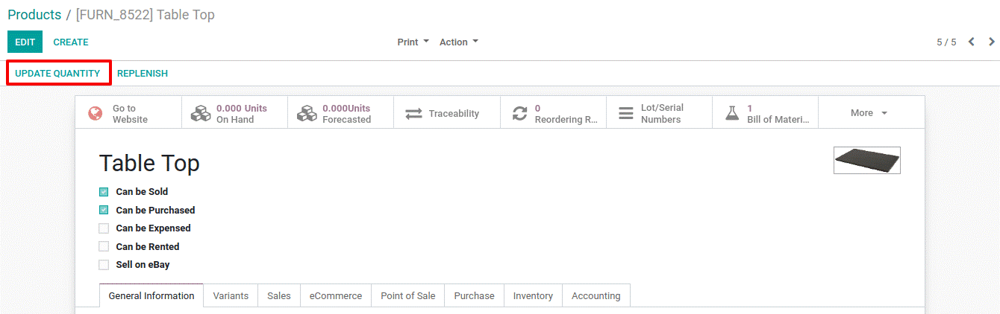 Products / [FURN_8522] Table Top
EDIT CREATE Print Action 5 / 5
UPDATE QUANTITY REPLENISH
Go to Website
0.000 Units On Hand
0.000Units Forecasted
Traceability
0 Reordering R...
Lot/Serial Numbers
1 Bill of Materi...
More
Table Top
Can be Sold
Can be Purchased
Can be Expensed
Can be Rented
Sell on eBay
General Information Variants Sales eCommerce Point of Sale Purchase Inventory Accounting